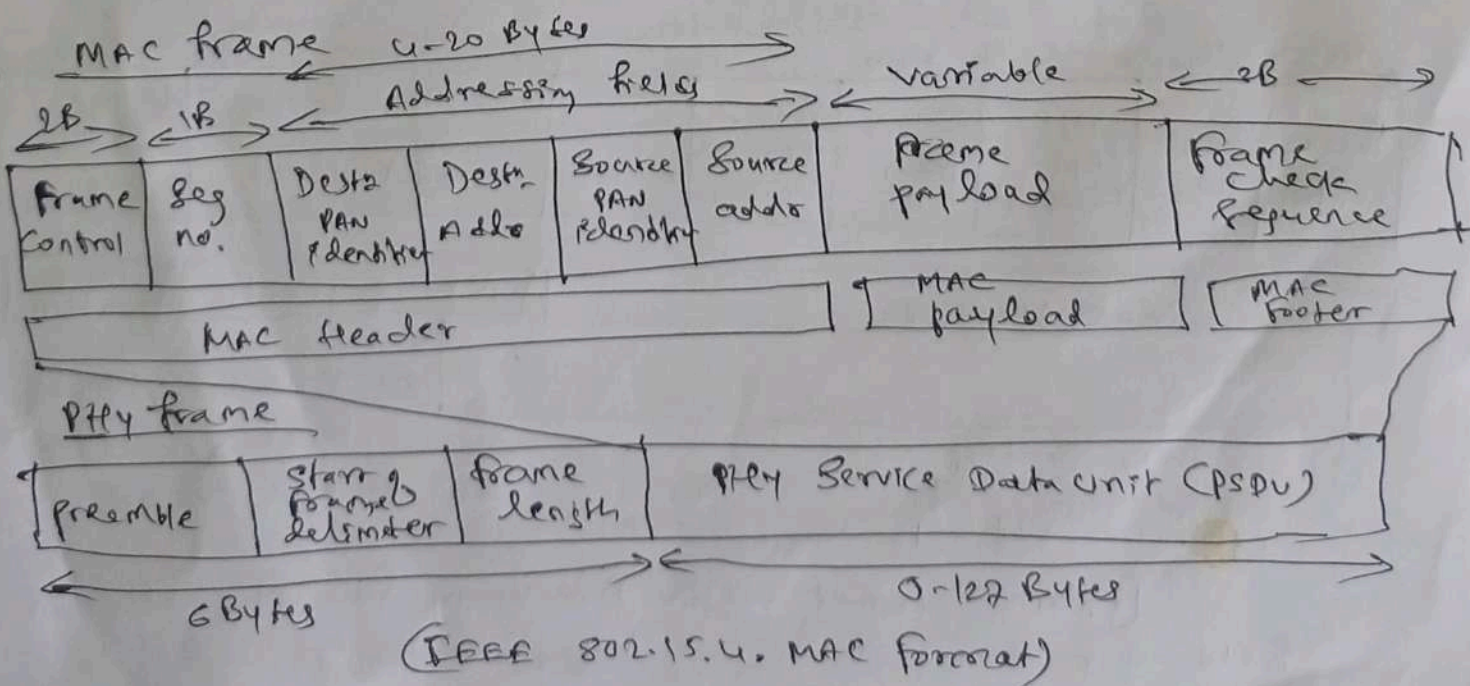 MAC frame 4-20 Bytes
2B 1B Addressing fields variable 2B
Frame Control
Seq no.
Destn PAN identifier
Destn Addr
Source PAN identifier
Source addr
Frame payload
Frame check sequence
MAC Header
MAC payload
MAC footer
PHY frame
Preamble
Start of frame delimeter
frame length
PHY Service Data Unit (PSDU)
6 Bytes
0-127 Bytes
(IEEE 802.15.4. MAC format)